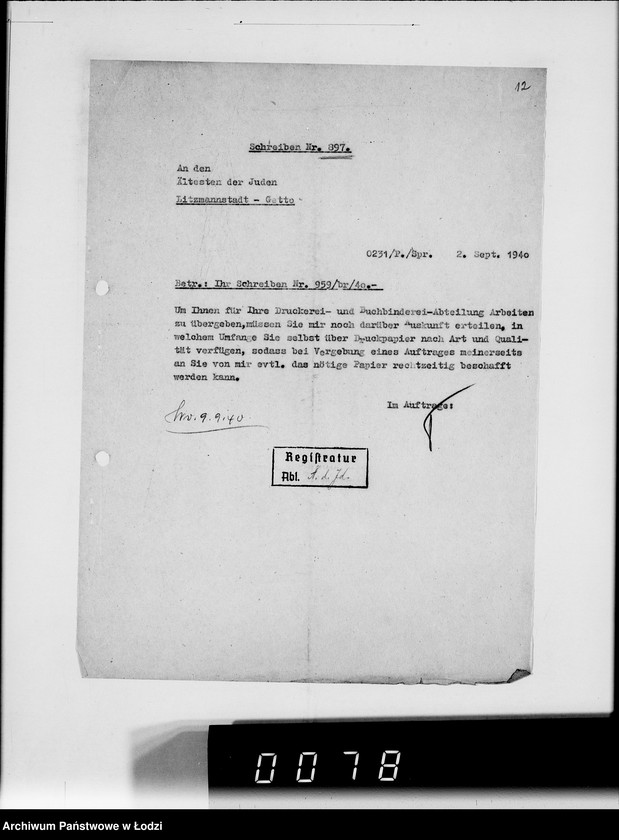 12
Schreiben Nr. 897.
An den
Ältesten der Juden
Litzmannstadt - Getto
0231/P./Spr. 2. Sept. 1940
Betr.: Ihr Schreiben Nr. 959/br/40.-
Um Ihnen für Ihre Druckerei- und Buchbinderei-Abteilung Arbeiten
zu übergeben,müssen Sie mir noch darüber Auskunft erteilen, in
welchem Umfange Sie selbst über Druckpapier nach Art und Quali-
tät verfügen, sodass bei Vergebung eines Auftrages meinerseits
an Sie von mir evtl. das nötige Papier rechtzeitig beschafft
werden kann.
Im Auftrage:
9.9.40
Registratur
Abl. A.d.Jd.
0078
Archiwum Państwowe w Łodzi